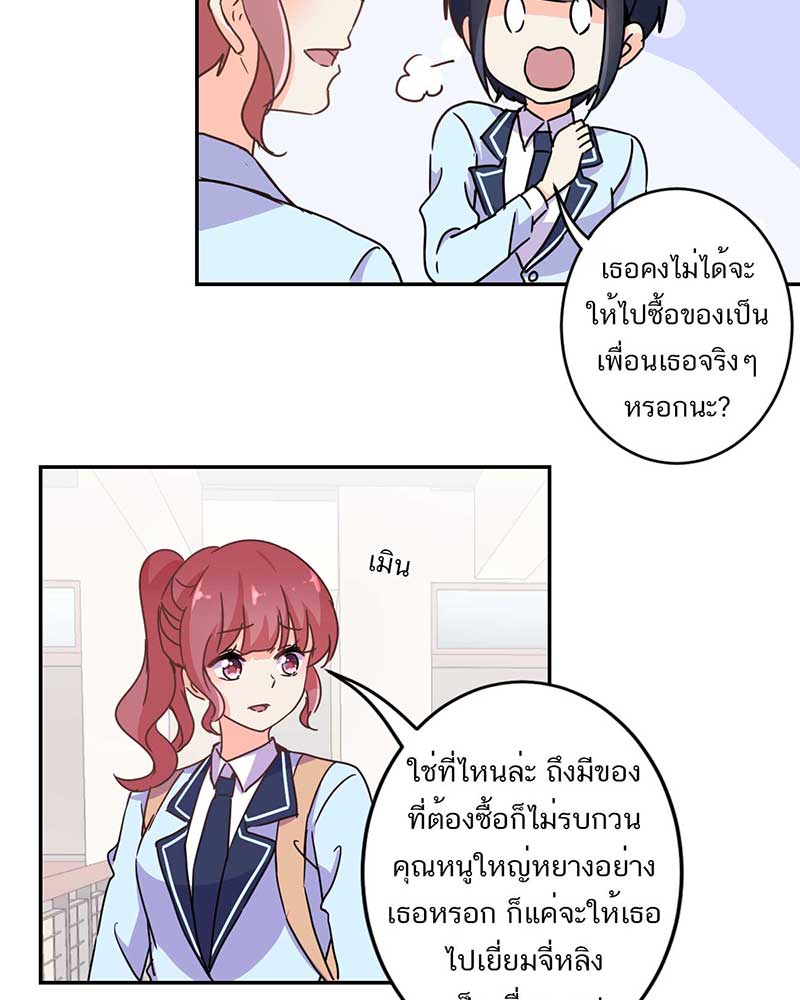 เธอคงไม่ได้จะ
ให้ไปซื้อของเป็น
เพื่อนเธอจริงๆ
หรอกนะ?
เมิน
ใช่ที่ไหนล่ะ ถึงมีของ
ที่ต้องซื้อก็ไม่รบกวน
คุณหนูใหญ่หยางอย่าง
เธอหรอก ก็แค่จะให้เธอ
ไปเยี่ยมจี่หลิง